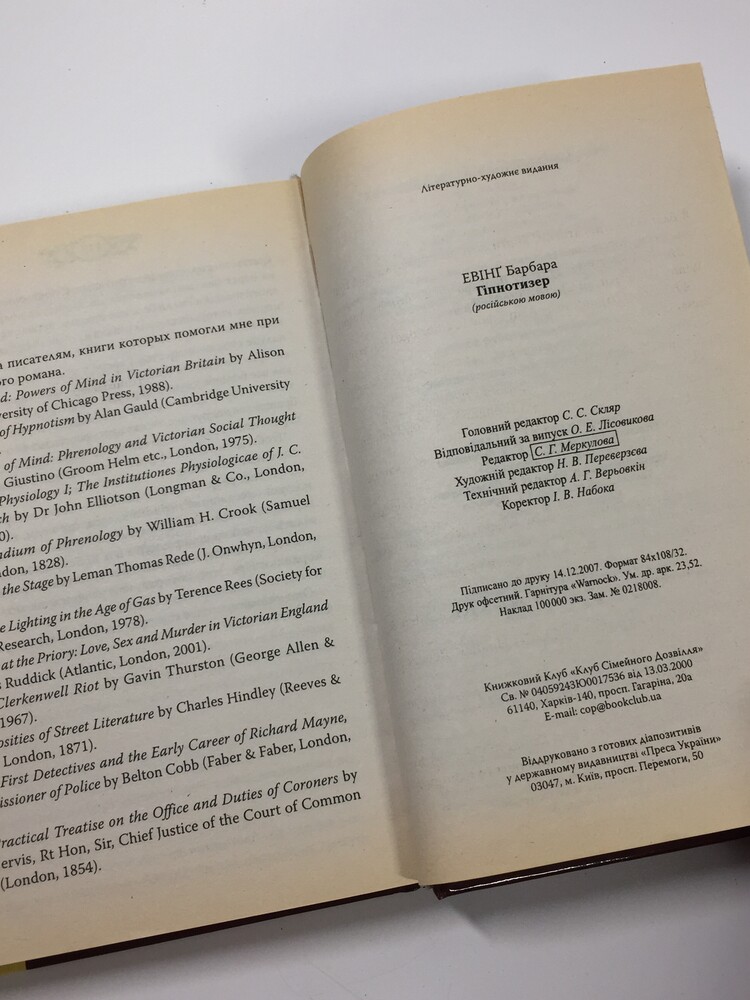 а писателям, книги которых помогли мне при
ого романа.
d: Powers of Mind in Victorian Britain by Alison
versity of Chicago Press, 1988).
of Hypnotism by Alan Gauld (Cambridge University
of Mind: Phrenology and Victorian Social Thought
Giustino (Groom Helm etc., London, 1975).
Physiology I; The Institutiones Physiologicae of J. C.
ch by Dr John Elliotson (Longman & Co., London,
0).
ndium of Phrenology by William H. Crook (Samuel
ndon, 1828).
the Stage by Leman Thomas Rede (J. Onwhyn, London,
e Lighting in the Age of Gas by Terence Rees (Society for
Research, London, 1978).
at the Priory: Love, Sex and Murder in Victorian England
s Ruddick (Atlantic, London, 2001).
Clerkenwell Riot by Gavin Thurston (George Allen &
1967).
osities of Street Literature by Charles Hindley (Reeves &
London, 1871).
First Detectives and the Early Career of Richard Mayne,
issioner of Police by Belton Cobb (Faber & Faber, London,
ractical Treatise on the Office and Duties of Coroners by
ervis, Rt Hon, Sir, Chief Justice of the Court of Common
(London, 1854).
Літературно-художнє видання
ЕВІНҐ Барбара
Гіпнотизер
(російською мовою)
Головний редактор С. С. Скляр
Відповідальний за випуск О. Е. Лісовикова
Редактор С. Г. Меркулова
Художній редактор Н. В. Переверзєва
Технічний редактор А. Г. Верьовкін
Коректор І. В. Набока
Підписано до друку 14.12.2007. Формат 84х108/32.
Друк офсетний. Гарнітура «Warnock». Ум. др. арк. 23,52.
Наклад 100000 экз. Зам. № 0218008.
Книжковий Клуб «Клуб Сімейного Дозвілля»
Св. № 04059243Ю0017536 від 13.03.2000
61140, Харків-140, просп. Гагаріна, 20а
E-mail: cop@bookclub.ua
Віддруковано з готових діапозитивів
у державному видавництві «Преса України»
03047, м. Київ, просп. Перемоги, 50